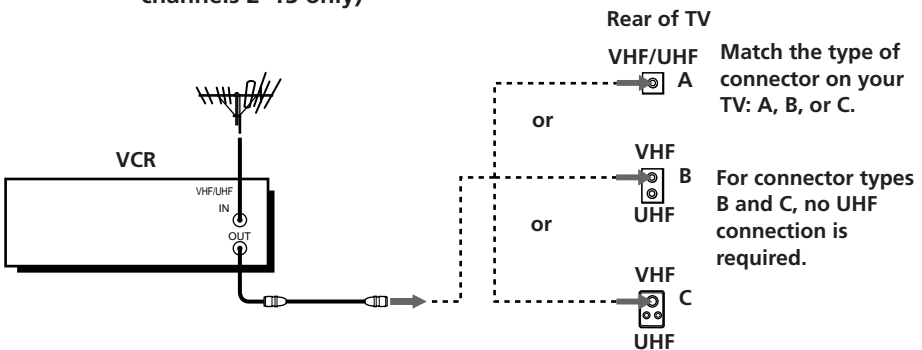 channels 2–13 only)
Rear of TV
VHF/UHF
A
Match the type of
connector on your
TV: A, B, or C.
or
VCR
VHF/UHF
IN
OUT
VHF
B
UHF
For connector types
B and C, no UHF
connection is
required.
or
VHF
C
UHF